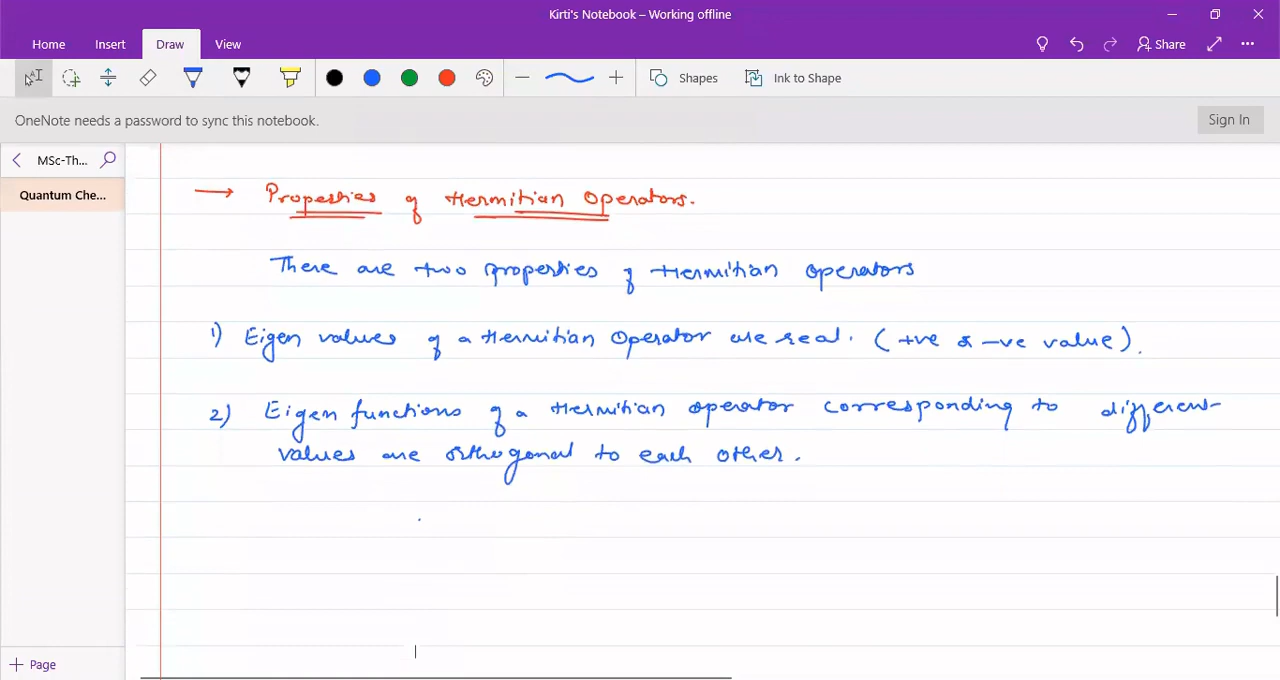 Kirti's Notebook – Working offline
Home Insert Draw View
Share
Shapes Ink to Shape
OneNote needs a password to sync this notebook.
Sign In
MSc-Th...
Quantum Che...
→ Properties of Hermitian Operators.
There are two properties of Hermitian operators
1) Eigen values of a Hermitian Operator are real. (+ve & -ve value).
2) Eigen functions of a Hermitian operator corresponding to different
values are orthogonal to each other.
+ Page